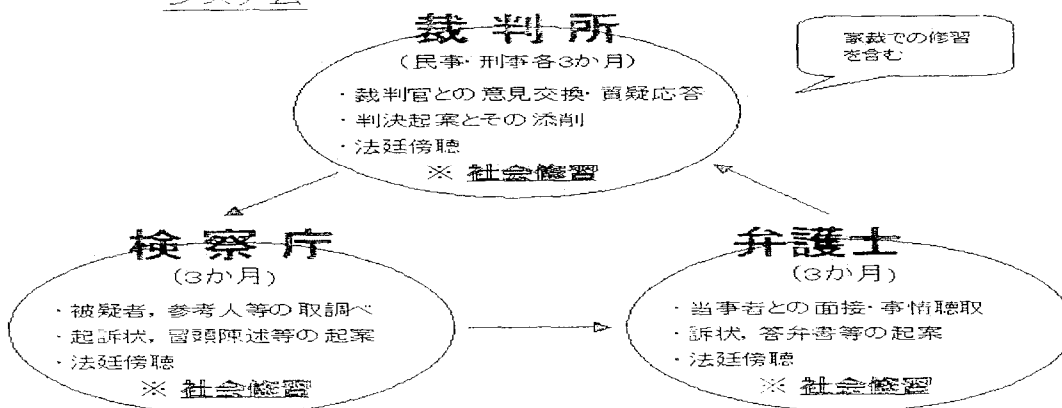 裁判所
(民事・刑事各3か月)
・裁判官との意見交換・質疑応答
・判決起案とその添削
・法廷傍聴
※ 社会修習
家裁での修習
を含む
検察庁
(3か月)
・被疑者, 参考人等の取調べ
・起訴状, 冒頭陳述等の起案
・法廷傍聴
※ 社会修習
弁護士
(3か月)
・当事者との面接・事情聴取
・訴状, 答弁書等の起案
・法廷傍聴
※ 社会修習